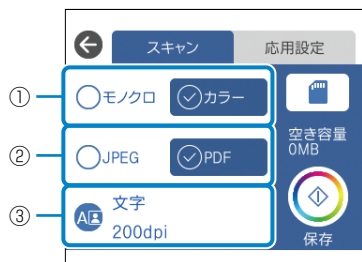 スキャン
応用設定
①
モノクロ
カラー
②
JPEG
PDF
③
A
文字
200dpi
空き容量
0MB
保存